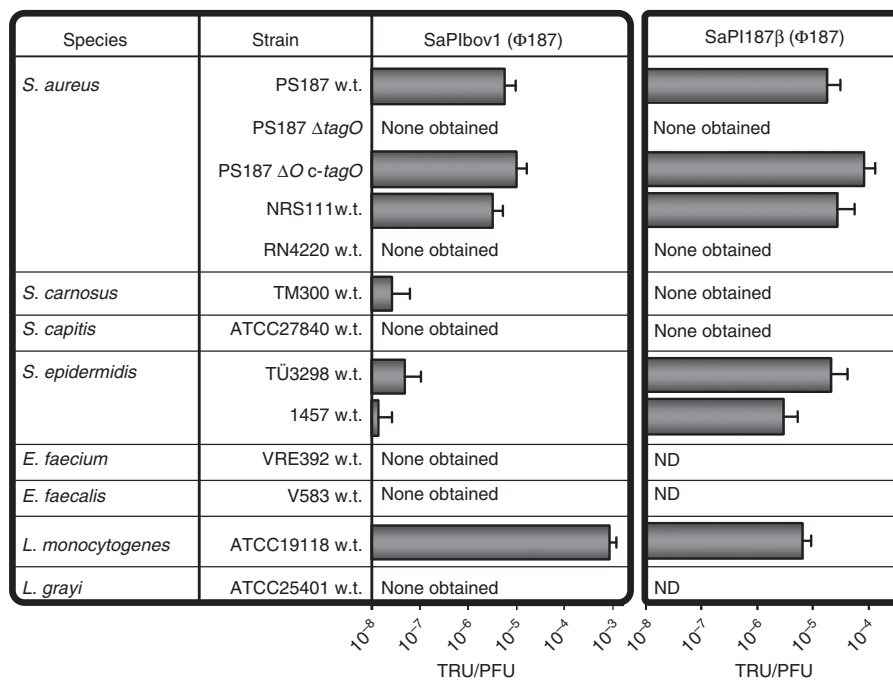 Species Strain SaPIbov1 (Φ187) SaPI187β (Φ187)
S. aureus PS187 w.t.
PS187 ΔtagO None obtained None obtained
PS187 ΔO c-tagO
NRS111w.t.
RN4220 w.t. None obtained None obtained
S. carnosus TM300 w.t. None obtained
S. capitis ATCC27840 w.t. None obtained None obtained
S. epidermidis TÜ3298 w.t.
1457 w.t.
E. faecium VRE392 w.t. None obtained ND
E. faecalis V583 w.t. None obtained ND
L. monocytogenes ATCC19118 w.t.
L. grayi ATCC25401 w.t. None obtained ND
10⁻⁸ 10⁻⁷ 10⁻⁶ 10⁻⁵ 10⁻⁴ 10⁻³ 10⁻⁸ 10⁻⁷ 10⁻⁶ 10⁻⁵ 10⁻⁴
TRU/PFU TRU/PFU